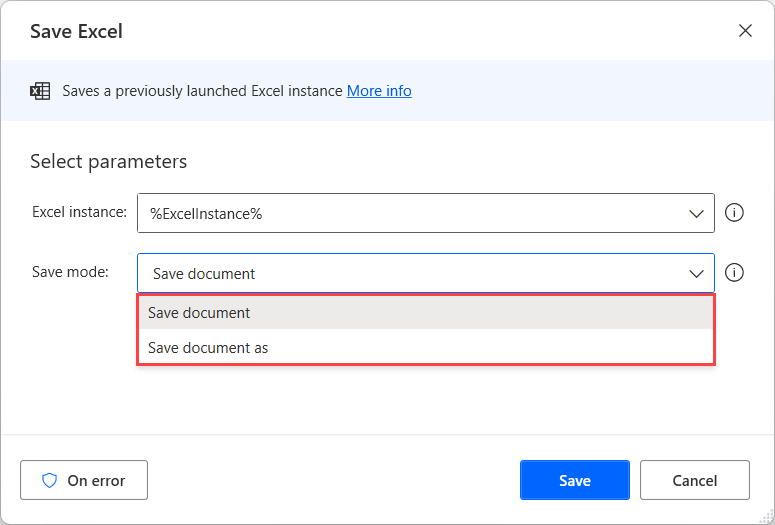 Save Excel
Saves a previously launched Excel instance More info
Select parameters
Excel instance: %ExcelInstance%
Save mode: Save document
Save document
Save document as
On error Save Cancel